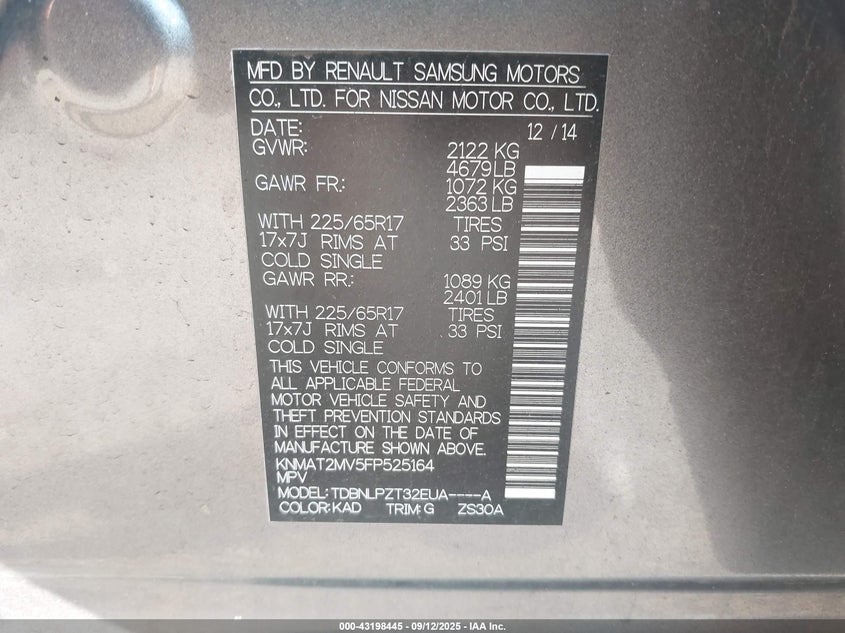 MFD BY RENAULT SAMSUNG MOTORS
CO., LTD. FOR NISSAN MOTOR CO., LTD.
DATE: 12 / 14
GVWR: 2122 KG
4679 LB
GAWR FR.: 1072 KG
2363 LB
WITH 225/65R17 TIRES
17x7J RIMS AT 33 PSI
COLD SINGLE
GAWR RR.: 1089 KG
2401 LB
WITH 225/65R17 TIRES
17x7J RIMS AT 33 PSI
COLD SINGLE
THIS VEHICLE CONFORMS TO
ALL APPLICABLE FEDERAL
MOTOR VEHICLE SAFETY AND
THEFT PREVENTION STANDARDS
IN EFFECT ON THE DATE OF
MANUFACTURE SHOWN ABOVE.
KNMAT2MV5FP525164
MPV
MODEL: TDBNLPZT32EUA----A
COLOR: KAD TRIM: G ZS30A
000-43198445 - 09/12/2025 - IAA Inc.